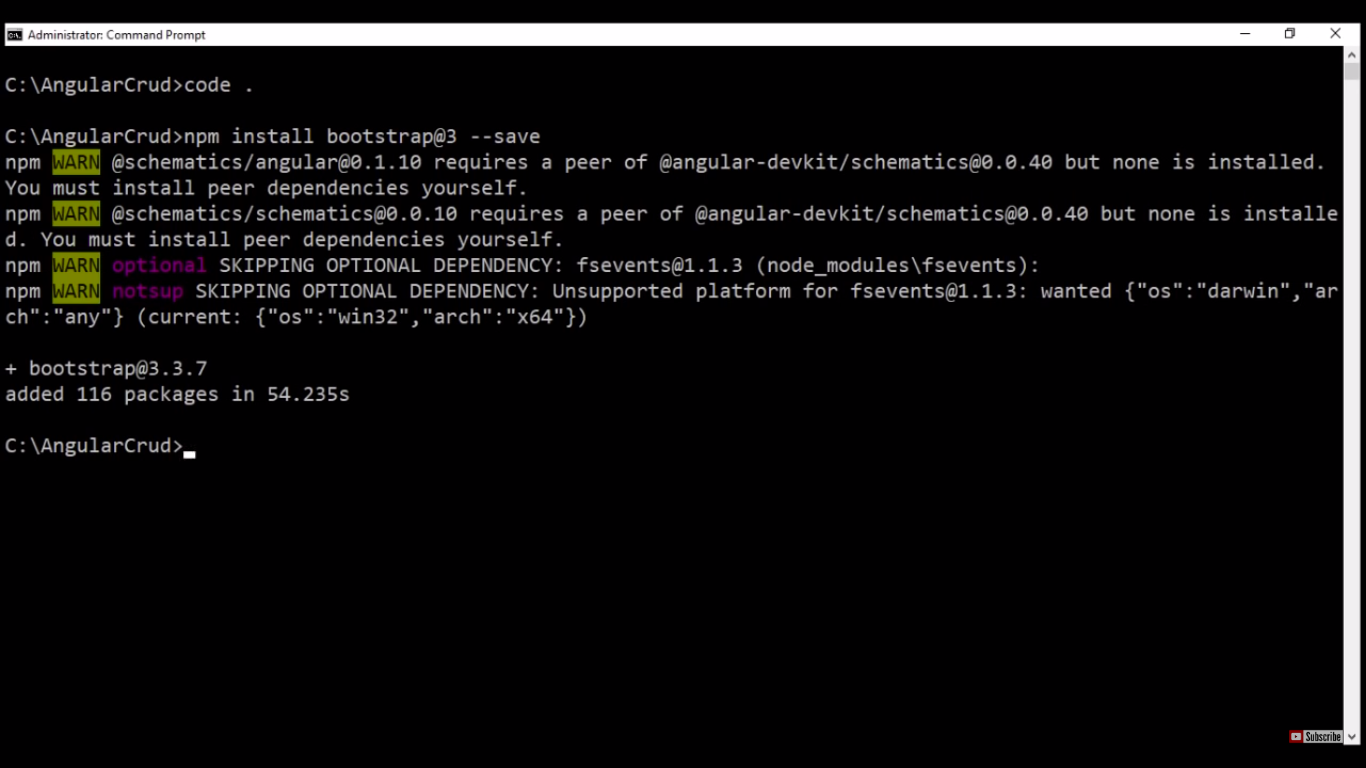 Administrator: Command Prompt
C:\AngularCrud>code .
C:\AngularCrud>npm install bootstrap@3 --save
npm WARN @schematics/angular@0.1.10 requires a peer of @angular-devkit/schematics@0.0.40 but none is installed.
You must install peer dependencies yourself.
npm WARN @schematics/schematics@0.0.10 requires a peer of @angular-devkit/schematics@0.0.40 but none is installe
d. You must install peer dependencies yourself.
npm WARN optional SKIPPING OPTIONAL DEPENDENCY: fsevents@1.1.3 (node_modules\fsevents):
npm WARN notsup SKIPPING OPTIONAL DEPENDENCY: Unsupported platform for fsevents@1.1.3: wanted {"os":"darwin","ar
ch":"any"} (current: {"os":"win32","arch":"x64"})
+ bootstrap@3.3.7
added 116 packages in 54.235s
C:\AngularCrud>
Subscribe